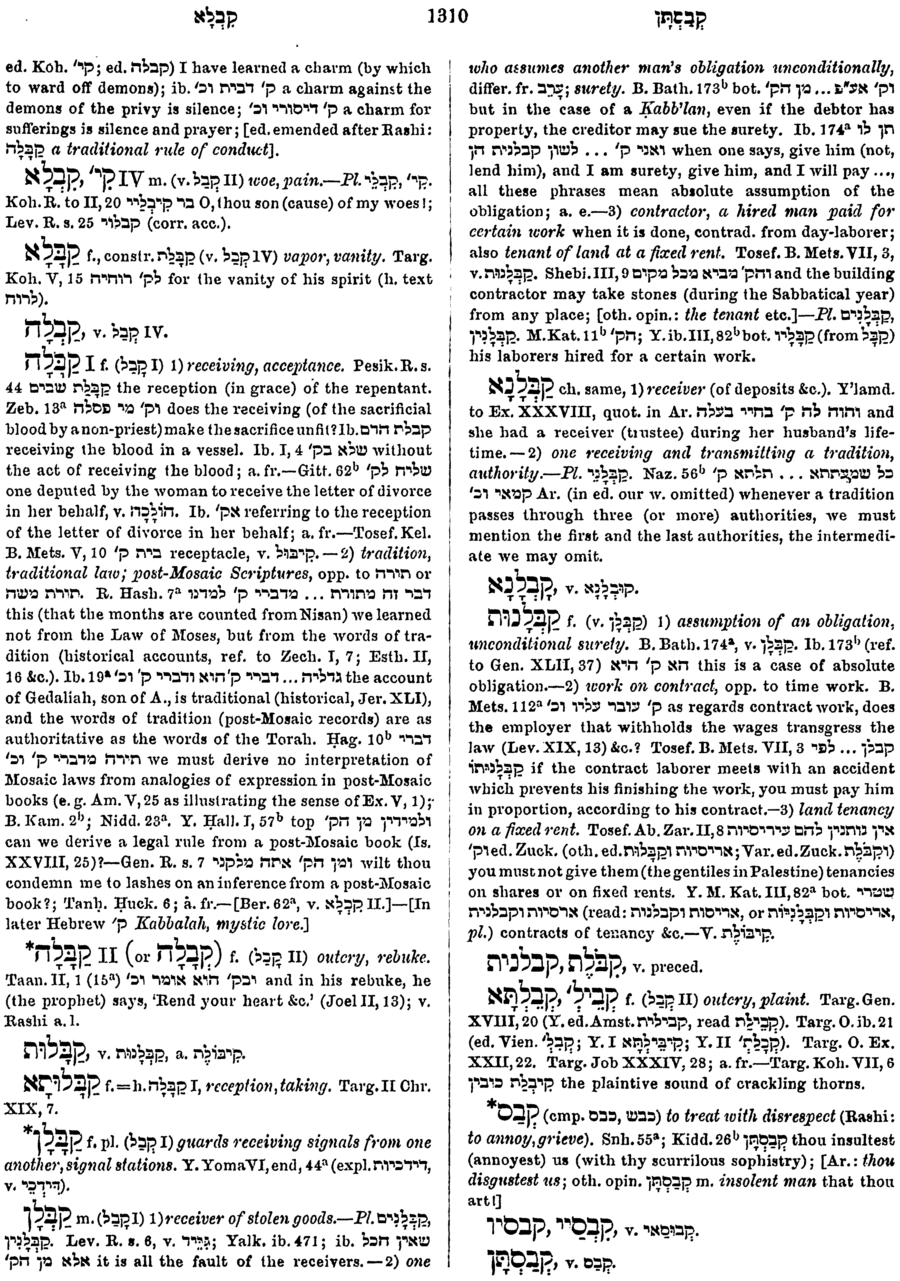 קַבָּלָא
1310
קַבְסְתָּן
ed. Koh. קי'; ed. קבלה) I have learned a charm (by which
to ward off demons); ib. ק' דבית וכ' a charm against the
demons of the privy is silence; ק' דיסורי וכ' a charm for
sufferings is silence and prayer; [ed. emended after Rashi:
קַבָּלָה a traditional rule of conduct].
קְבָלָא, קי' IV m. (v. קְבַל II) woe, pain.—Pl. קְבָלֵי, קי'.
Koh. R. to II, 20 בר קִיבְלַיי O, thou son (cause) of my woes!;
Lev. R. s. 25 קבלוי (corr. acc.).
קַבָּלָא f., constr. קַבָּלַת (v. קְבַל IV) vapor, vanity. Targ.
Koh. V, 15 לק' רוחיה for the vanity of his spirit (h. text
לרוח).
קְבָלָה, v. קְבַל IV.
קַבָּלָה I f. (קָבַל I) 1) receiving, acceptance. Pesik. R. s.
44 קַבָּלַת שבים the reception (in grace) of the repentant.
Zeb. 13a וק' מי פסלה does the receiving (of the sacrificial
blood by a non-priest) make the sacrifice unfit? Ib. קבלת הדם
receiving the blood in a vessel. Ib. I, 4 שלא בק' without
the act of receiving the blood; a. fr.—Gitt. 62b שליח לק'
one deputed by the woman to receive the letter of divorce
in her behalf, v. הוֹלָכָה. Ib. אק' referring to the reception
of the letter of divorce in her behalf; a. fr.—Tosef. Kel.
B. Mets. V, 10 בית ק' receptacle, v. קִיבּוּל.—2) tradition,
traditional law; post-Mosaic Scriptures, opp. to תורה or
תורת משה. R. Hash. 7a דבר זה מתורת ... מדברי ק' למדנו
this (that the months are counted from Nisan) we learned
not from the Law of Moses, but from the words of tra-
dition (historical accounts, ref. to Zech. I, 7; Esth. II,
16 &c.). Ib. 19a גדליה ... דברי ק' הוא ודברי ק' וכ' the account
of Gedaliah, son of A., is traditional (historical, Jer. XLI),
and the words of tradition (post-Mosaic records) are as
authoritative as the words of the Torah. Ḥag. 10b דברי
תורה מדברי ק' וכ' we must derive no interpretation of
Mosaic laws from analogies of expression in post-Mosaic
books (e. g. Am. V, 25 as illustrating the sense of Ex. V, 1);
B. Kam. 2b; Nidd. 23a. Y. Ḥall. I, 57b top ולמידין מן הק'
can we derive a legal rule from a post-Mosaic book (Is.
XXVIII, 25)?—Gen. R. s. 7 ומן הק' אתה מלקני wilt thou
condemn me to lashes on an inference from a post-Mosaic
book?; Tanḥ. Ḥuck. 6; a. fr.—[Ber. 62a, v. קְבָלָא II.]—[In
later Hebrew ק' Kabbalah, mystic lore.]
*קַבָּלָה II (or קְבָלָה) f. (קָבַל II) outcry, rebuke.
Taan. II, 1 (15a) ובק' הוא אומר וכ' and in his rebuke, he
(the prophet) says, 'Rend your heart &c.' (Joel II, 13); v.
Rashi a. l.
קַבָּלוּת, v. קַבְּלָנוּת, a. קִיבּוֹלֶת.
קַבָּלוּתָא f.=h. קַבָּלָה I, reception, taking. Targ. II Chr.
XIX, 7.
*קַבָּלָן f. pl. (קְבַל I) guards receiving signals from one
another, signal stations. Y. Yoma VI, end, 44a (expl. דידכיות,
v. דִּידְכֵי).
קַבְּלָן m. (קָבַל I) 1) receiver of stolen goods.—Pl. קַבְּלָנִים,
קַבְּלָנִין. Lev. R. s. 6, v. גְּזֵירָ; Yalk. ib. 471; ib. שאין הכל
אלא מן הק' it is all the fault of the receivers.—2) one
who assumes another man's obligation unconditionally,
differ. fr. עָרֵב; surety. B. Bath. 173b bot. וק' אע"פ ... מן הק'
but in the case of a Ḳabb'lan, even if the debtor has
property, the creditor may sue the surety. Ib. 174a תן לו
ואני ק' ... לשון קבלנית הן when one says, give him (not,
lend him), and I am surety, give him, and I will pay ...,
all these phrases mean absolute assumption of the
obligation; a. e.—3) contractor, a hired man paid for
certain work when it is done, contrad. from day-laborer;
also tenant of land at a fixed rent. Tosef. B. Mets. VII, 3,
v. קַבְּלָנוּת. Shebi. III, 9 והק' מביא מכל מקום and the building
contractor may take stones (during the Sabbatical year)
from any place; [oth. opin.: the tenant etc.]—Pl. קַבְּלָנִים,
קַבְּלָנִין. M. Kat. 11b הק'; Y. ib. III, 82b bot. קַבָּלָיו (from קַבָּל)
his laborers hired for a certain work.
קַבְּלָנָא ch. same, 1) receiver (of deposits &c.). Y'lamd.
to Ex. XXXVIII, quot. in Ar. והוה לה ק' בחיי בעלה and
she had a receiver (trustee) during her husband's life-
time.—2) one receiving and transmitting a tradition,
authority.—Pl. קַבְּלָנֵי. Naz. 56b כל שמעתתא ... תלתא ק'
קמאי וכ' Ar. (in ed. our w. omitted) whenever a tradition
passes through three (or more) authorities, we must
mention the first and the last authorities, the intermedi-
ate we may omit.
קְבַלְנָא, v. קוּבְלָנָא.
קַבְּלָנוּת f. (v. קַבְּלָן) 1) assumption of an obligation,
unconditional surety. B. Bath. 174a, v. קַבְּלָן. Ib. 173b (ref.
to Gen. XLII, 37) הא ק' היא this is a case of absolute
obligation.—2) work on contract, opp. to time work. B.
Mets. 112a ק' עובר עליו וכ' as regards contract work, does
the employer that withholds the wages transgress the
law (Lev. XIX, 13) &c.? Tosef. B. Mets. VII, 3 קבלן ... לפי
קַבְּלָנוּתוֹ if the contract laborer meets with an accident
which prevents his finishing the work, you must pay him
in proportion, according to his contract.—3) land tenancy
on a fixed rent. Tosef. Ab. Zar. II, 8 אין נותנין להם עיריסיות
וק' ed. Zuck. (oth. ed. אריסיות וקַבְּלָנוּת; Var. ed. Zuck. וקַבָּלַת)
you must not give them (the gentiles in Palestine) tenancies
on shares or on fixed rents. Y. M. Kat. III, 82a bot. שטרי
ארסיות וקבלנית (read: אריסות וקבלנות, or אריסיות וקַבְּלָנִיּוֹת,
pl.) contracts of tenancy &c.—V. קִיבּוֹלֶת.
קַבֹּלֶת, קבלנית, v. preced.
קְבֵלְתָּא, קְבֵיל' f. (קְבַל II) outcry, plaint. Targ. Gen.
XVIII, 20 (Y. ed. Amst. קבילית, read קְבֵילַת). Targ. O. ib. 21
(ed. Vien. קְבָל'; Y. I קִיבֵילְתָּא; Y. II קְבֵלַת'). Targ. O. Ex.
XXII, 22. Targ. Job XXXIV, 28; a. fr.—Targ. Koh. VII, 6
קִיבְלַת כובין the plaintive sound of crackling thorns.
*קָבַס (cmp. כבש, כבס) to treat with disrespect (Rashi:
to annoy, grieve). Snh. 55a; Kidd. 26b קְבַסְתָּן thou insultest
(annoyest) us (with thy scurrilous sophistry); [Ar.: thou
disgustest us; oth. opin. קַבְסְתָּן m. insolent man that thou
art!]
קְבסַיי, קבסיו, קבוי, v. קְבוּסַאי.
קַבְסְתָּן, v. קָבַס.